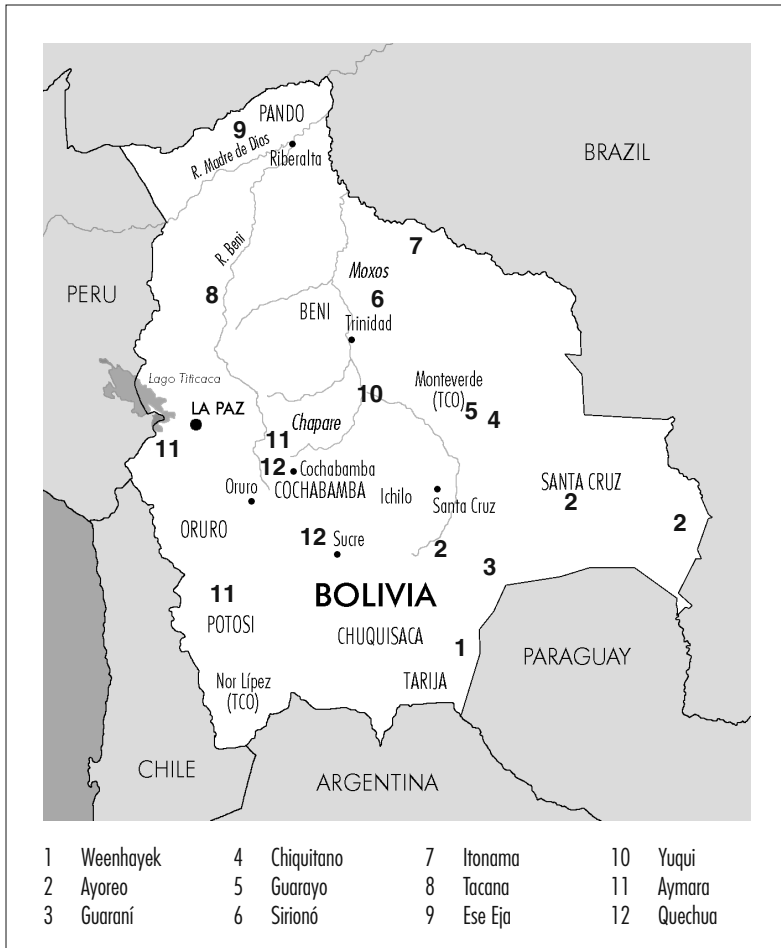 PANDO
9
R. Madre de Dios
Riberalta
BRAZIL
7
R. Beni
Moxos
PERU
8
6
BENI
Trinidad
Lago Titicaca
Monteverde
(TCO)
10
5
4
LA PAZ
Chapare
11
11
12
Cochabamba
COCHABAMBA
Oruro
Ichilo
Santa Cruz
SANTA CRUZ
2
2
ORURO
12
Sucre
2
3
BOLIVIA
11
POTOSI
CHUQUISACA
1
PARAGUAY
Nor Lípez
(TCO)
TARIJA
CHILE
ARGENTINA
1 Weenhayek
2 Ayoreo
3 Guaraní
4 Chiquitano
5 Guarayo
6 Sirionó
7 Itonama
8 Tacana
9 Ese Eja
10 Yuqui
11 Aymara
12 Quechua